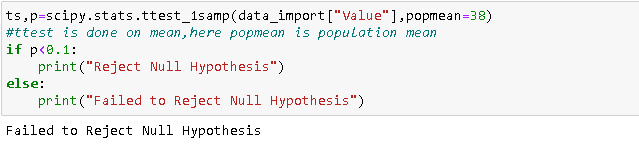 ts,p=scipy.stats.ttest_1samp(data_import["Value"],popmean=38)
#ttest is done on mean,here popmean is population mean
if p<0.1:
    print("Reject Null Hypothesis")
else:
    print("Failed to Reject Null Hypothesis")
Failed to Reject Null Hypothesis